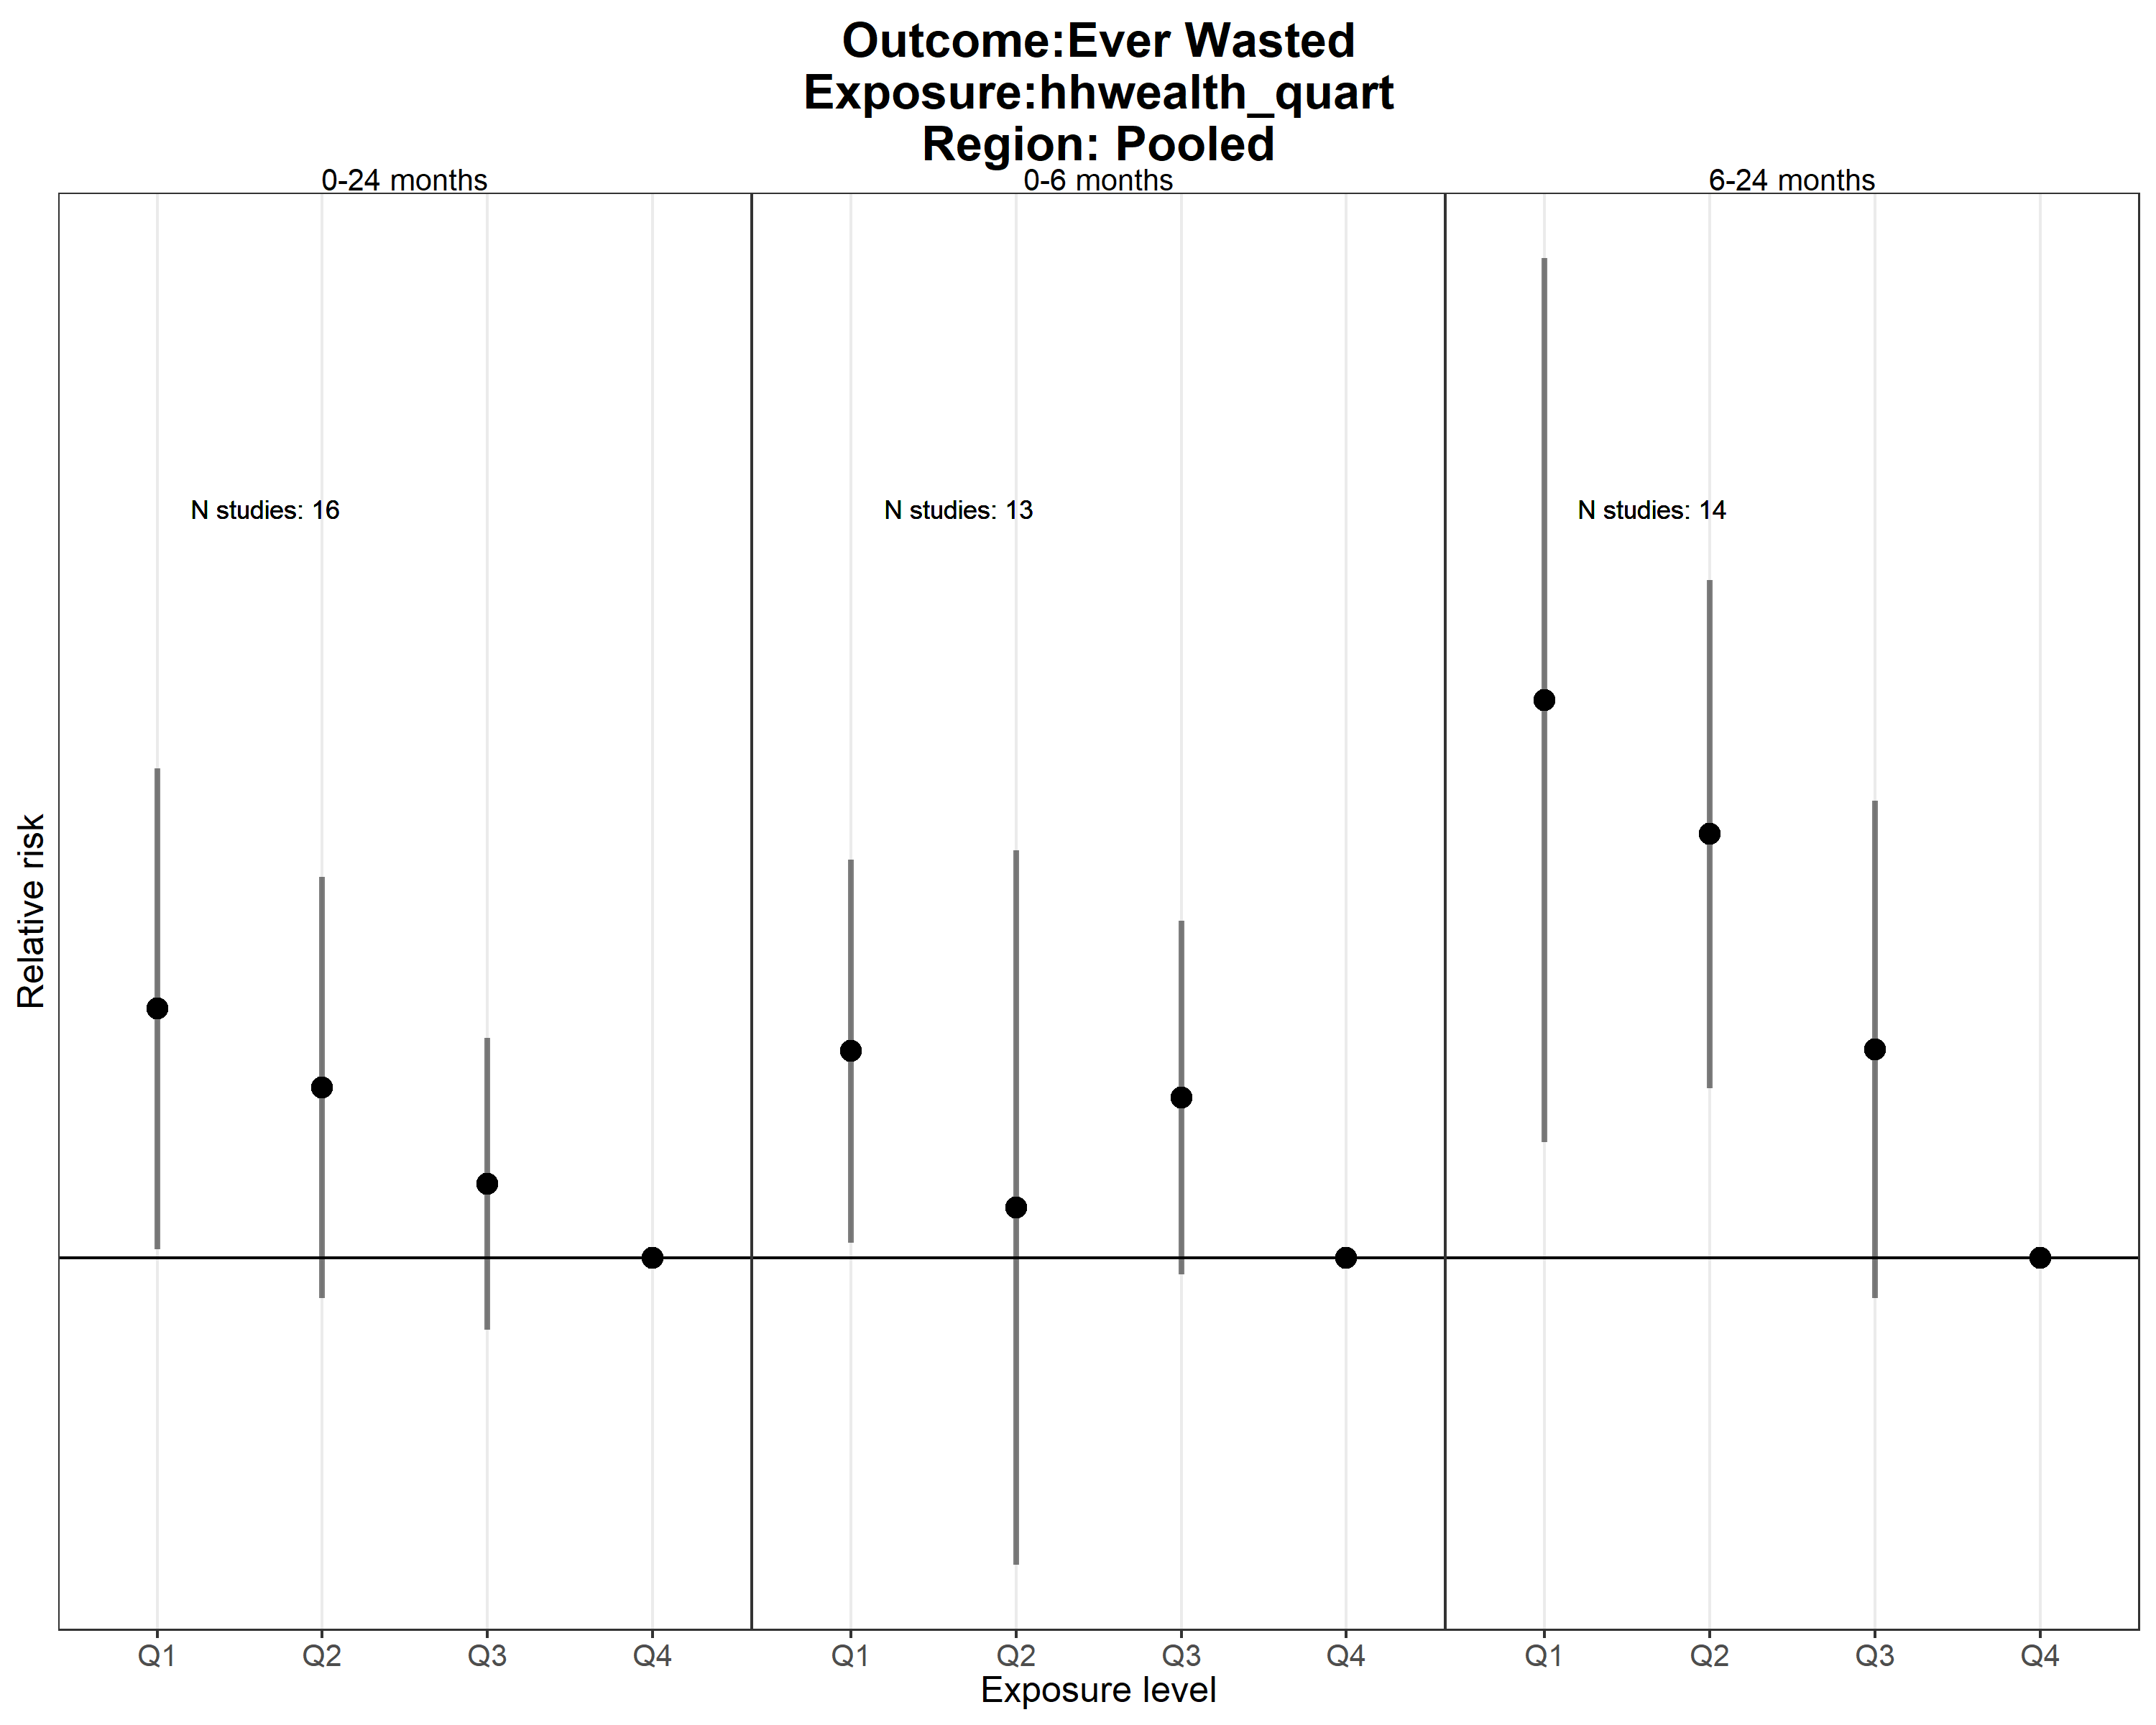 Outcome:Ever Wasted
Exposure:hhwealth_quart
Region: Pooled
0-24 months
0-6 months
6-24 months
N studies: 16
N studies: 13
N studies: 14
Relative risk
Q1
Q2
Q3
Q4
Q1
Q2
Q3
Q4
Q1
Q2
Q3
Q4
Exposure level